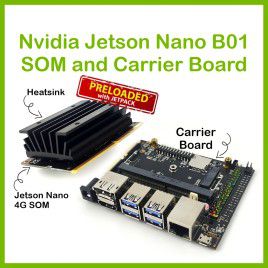 Nvidia Jetson Nano B01
SOM and Carrier Board
Heatsink
PRELOADED
with JETPACK
Carrier
Board
Jetson Nano
4G SOM